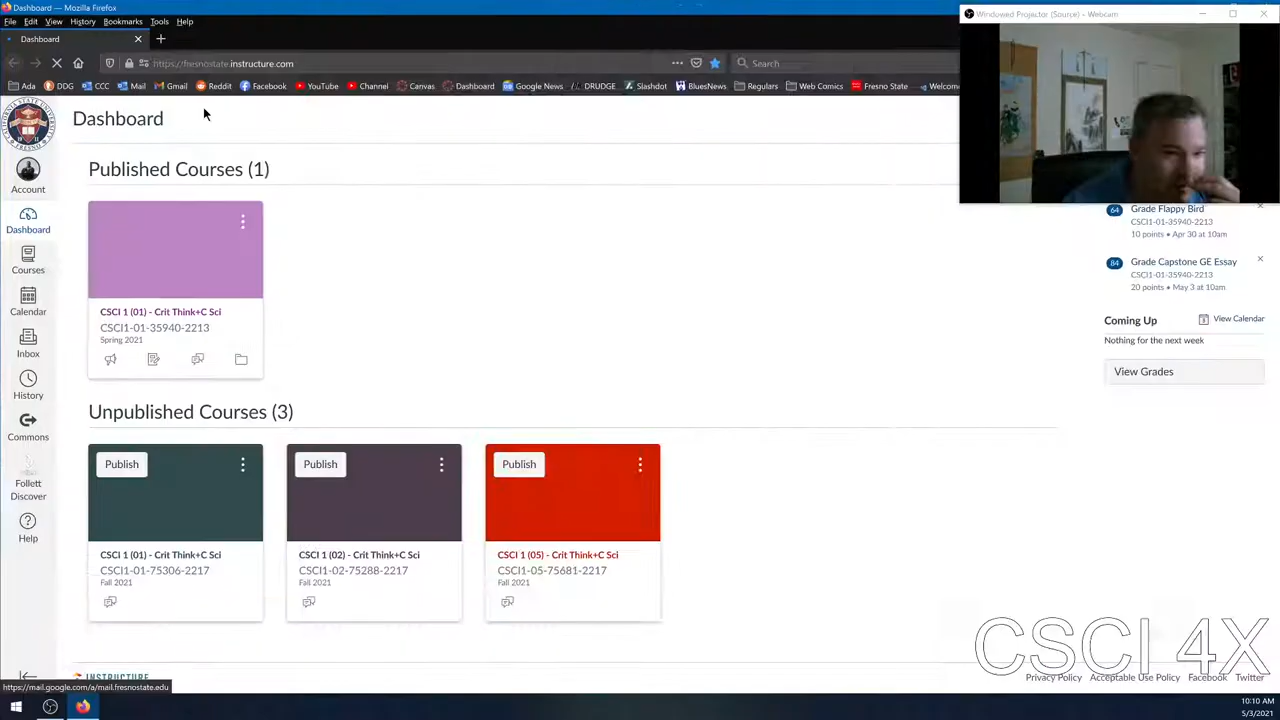 Dashboard — Mozilla Firefox
File Edit View History Bookmarks Tools Help
Dashboard
https://fresnostate.instructure.com
Search
Ada DDG CCC Mail Gmail Reddit Facebook YouTube Channel Canvas Dashboard Google News DRUDGE Slashdot BluesNews Regulars Web Comics Fresno State Welcome
Windowed Projector (Source) - Webcam
Dashboard
Published Courses (1)
CSCI 1 (01) - Crit Think+C Sci
CSCI1-01-35940-2213
Spring 2021
Unpublished Courses (3)
Publish
CSCI 1 (01) - Crit Think+C Sci
CSCI1-01-75306-2217
Fall 2021
Publish
CSCI 1 (02) - Crit Think+C Sci
CSCI1-02-75288-2217
Fall 2021
Publish
CSCI 1 (05) - Crit Think+C Sci
CSCI1-05-75681-2217
Fall 2021
Account
Dashboard
Courses
Calendar
Inbox
History
Commons
Follett
Discover
Help
64 Grade Flappy Bird
CSCI1-01-35940-2213
10 points • Apr 30 at 10am
84 Grade Capstone GE Essay
CSCI1-01-35940-2213
20 points • May 3 at 10am
Coming Up View Calendar
Nothing for the next week
View Grades
INSTRUCTURE
CSCI 4X
Privacy Policy Acceptable Use Policy Facebook Twitter
https://mail.google.com/a/mail.fresnostate.edu
10:10 AM
5/3/2021